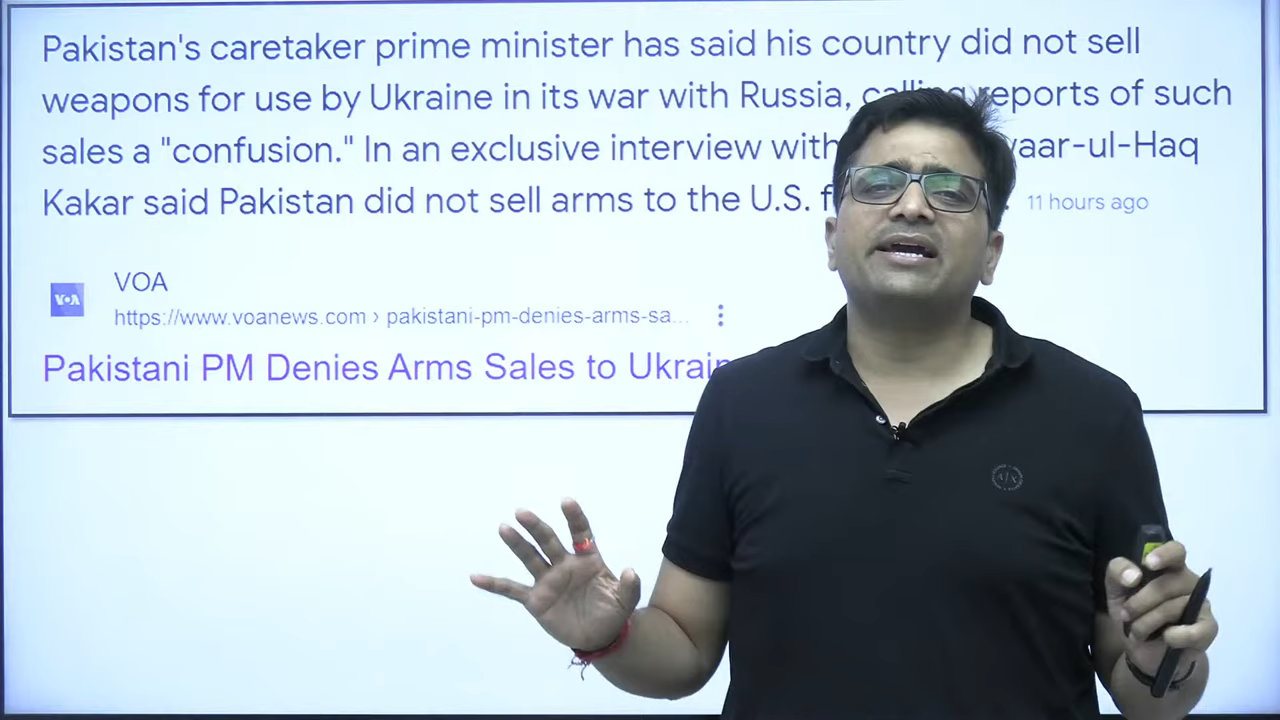 Pakistan's caretaker prime minister has said his country did not sell
weapons for use by Ukraine in its war with Russia, calling reports of such
sales a "confusion." In an exclusive interview with
Kakar said Pakistan did not sell arms to the U.S. 11 hours ago
VOA
VOA
https://www.voanews.com › pakistani-pm-denies-arms-sa...
Pakistani PM Denies Arms Sales to
A|X